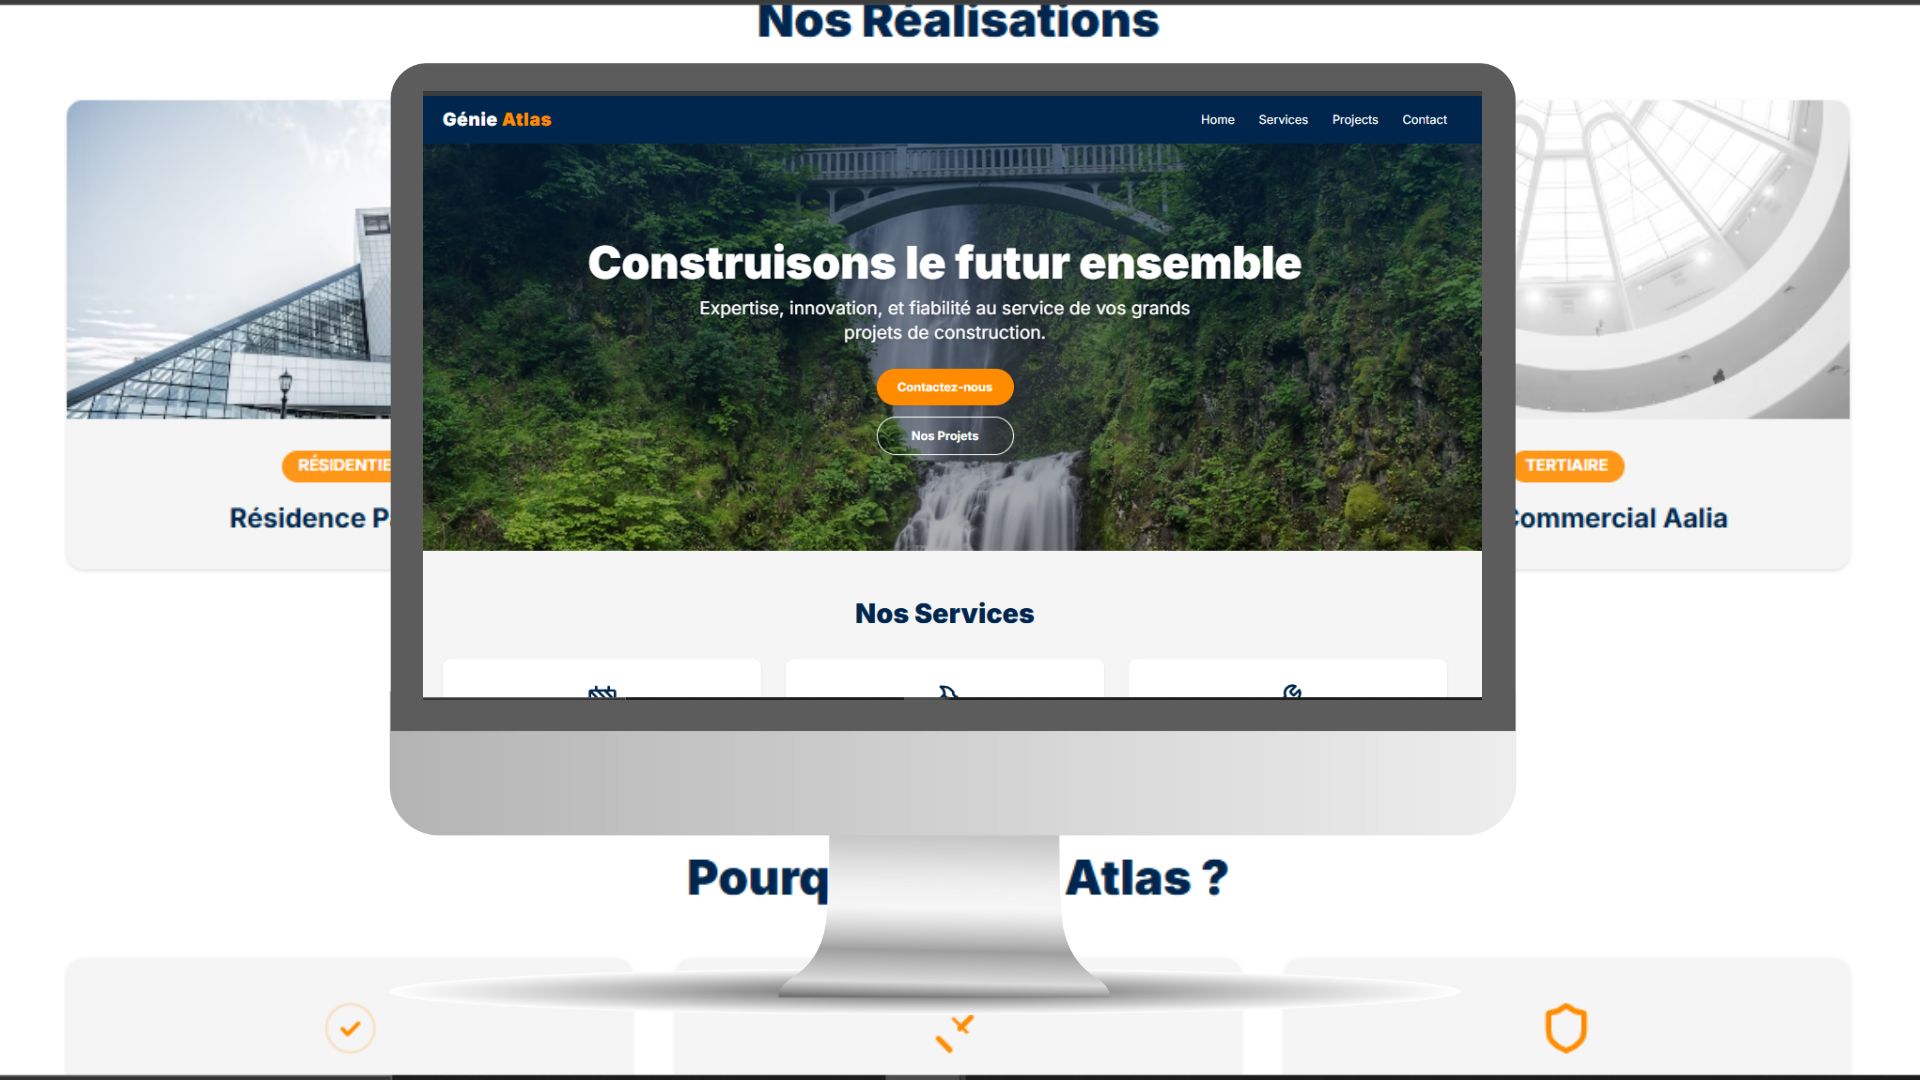 Nos Réalisations
Génie Atlas
Home Services Projects Contact
Construisons le futur ensemble
Expertise, innovation, et fiabilité au service de vos grands
projets de construction.
Contactez-nous
Nos Projets
RÉSIDENTIE
TERTIAIRE
Résidence
Commercial Aalia
Nos Services
Pourq Atlas ?